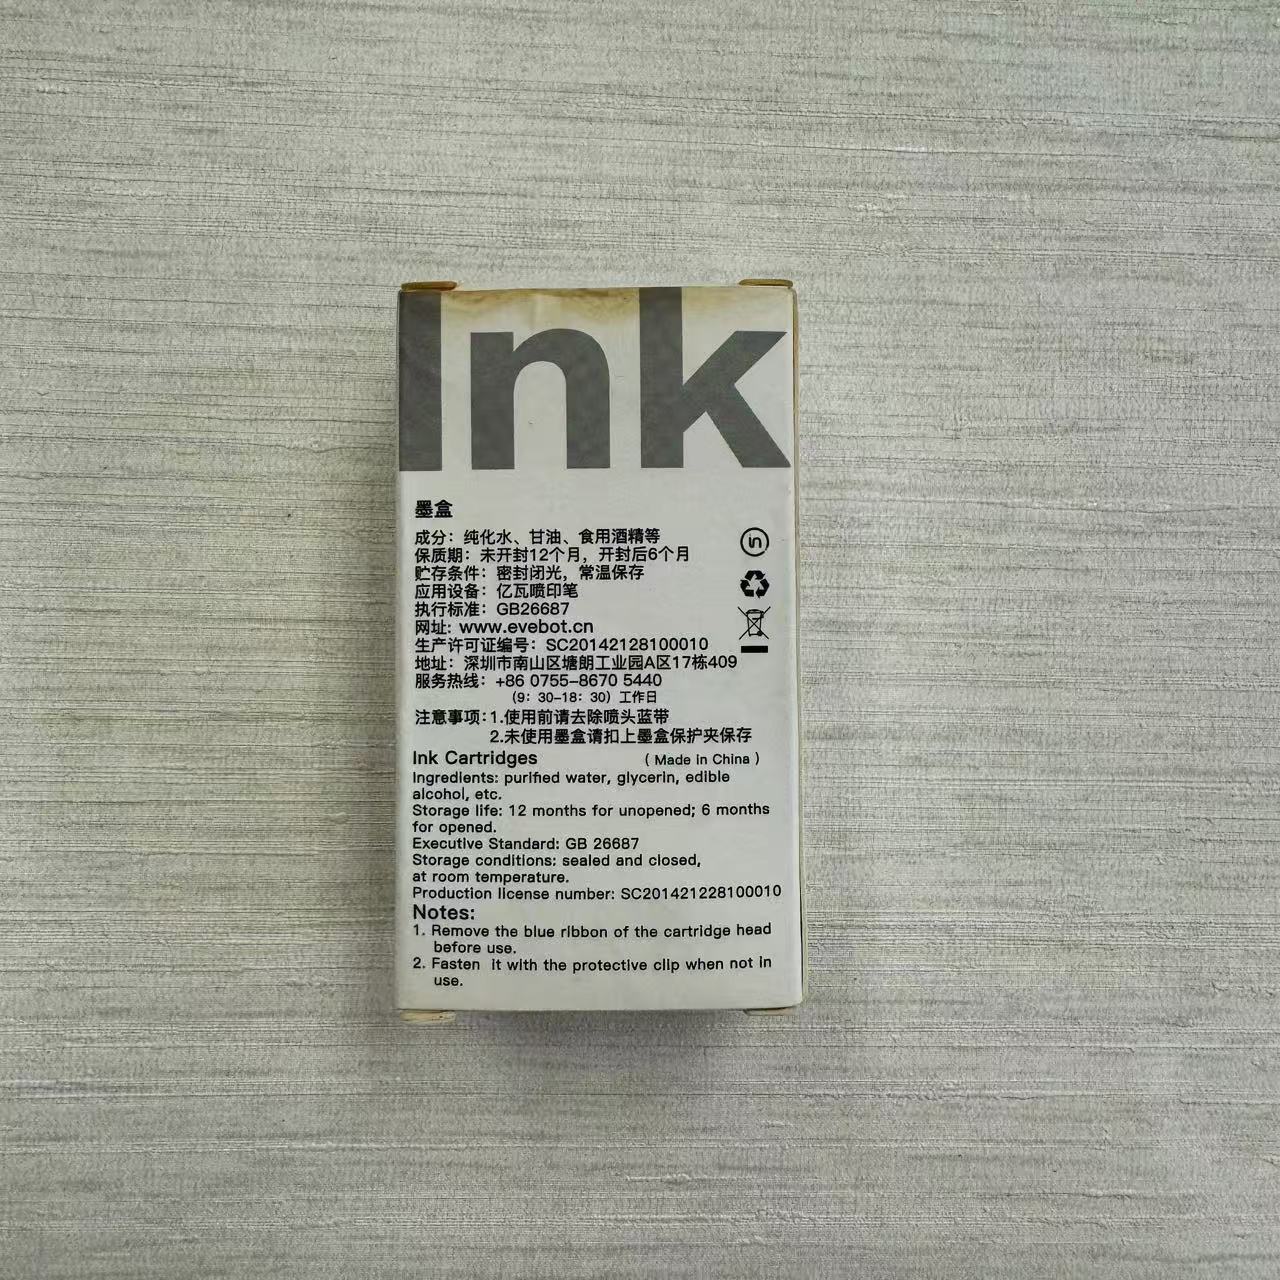 Ink
墨盒
成分：纯化水、甘油、食用酒精等
保质期：未开封12个月，开封后6个月
贮存条件：密封闭光，常温保存
应用设备：亿瓦喷印笔
执行标准：GB26687
网址: www.evebot.cn
生产许可证编号：SC20142128100010
地址：深圳市南山区塘朗工业园A区17栋409
服务热线：+86 0755-8670 5440
（9：30-18：30）工作日
注意事项：1.使用前请去除喷头蓝带
2.未使用墨盒请扣上墨盒保护夹保存
in
Ink Cartridges ( Made in China )
Ingredients: purified water, glycerin, edible
alcohol, etc.
Storage life: 12 months for unopened; 6 months
for opened.
Executive Standard: GB 26687
Storage conditions: sealed and closed,
at room temperature.
Production license number: SC201421228100010
Notes:
1. Remove the blue ribbon of the cartridge head
before use.
2. Fasten it with the protective clip when not in
use.